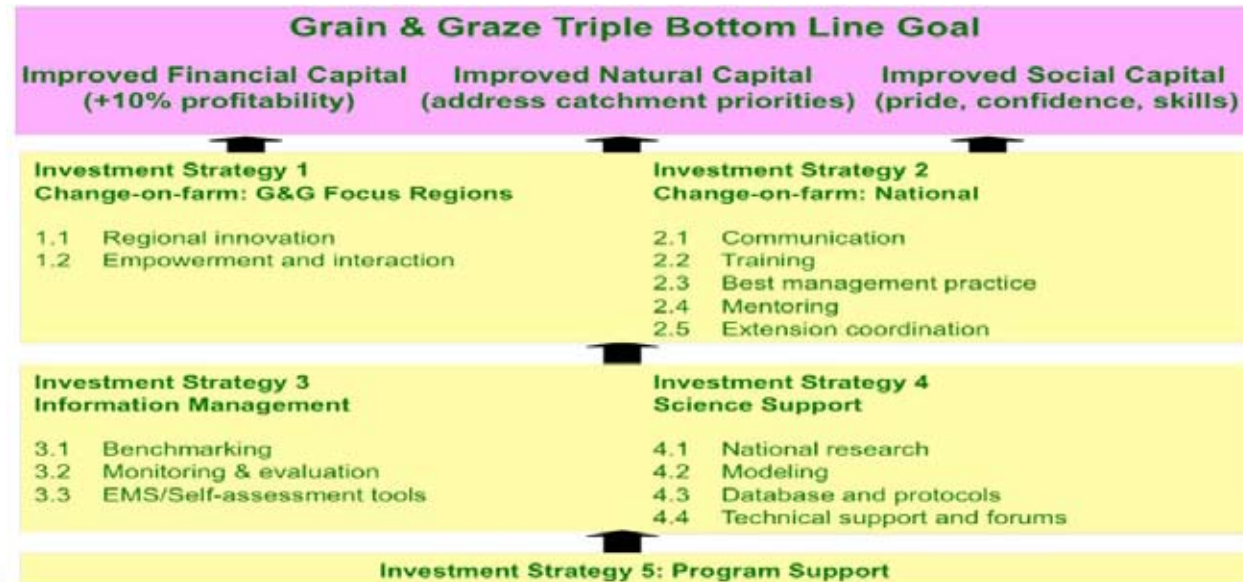 Grain & Graze Triple Bottom Line Goal
Improved Financial Capital
(+10% profitability)
Improved Natural Capital
(address catchment priorities)
Improved Social Capital
(pride, confidence, skills)
Investment Strategy 1
Change-on-farm: G&G Focus Regions
1.1 Regional innovation
1.2 Empowerment and interaction
Investment Strategy 2
Change-on-farm: National
2.1 Communication
2.2 Training
2.3 Best management practice
2.4 Mentoring
2.5 Extension coordination
Investment Strategy 3
Information Management
3.1 Benchmarking
3.2 Monitoring & evaluation
3.3 EMS/Self-assessment tools
Investment Strategy 4
Science Support
4.1 National research
4.2 Modeling
4.3 Database and protocols
4.4 Technical support and forums
Investment Strategy 5: Program Support